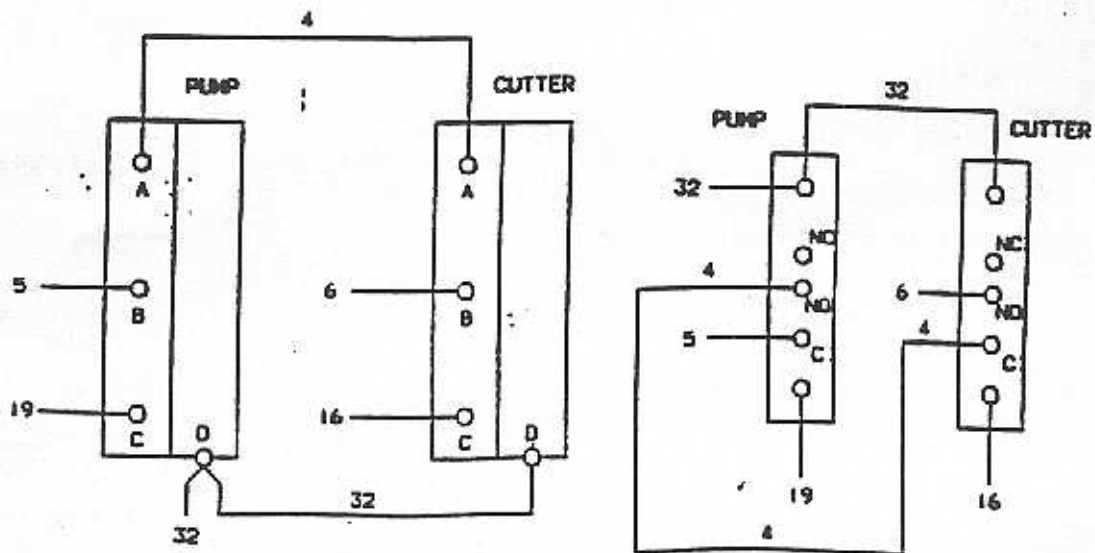 4
PUMP CUTTER
A A
5 B 6 B
19 C D 16 C D
32 32
32
PUMP CUTTER
32
NC NC
4 NO 6 NO
5 C 4 C
19 16
4